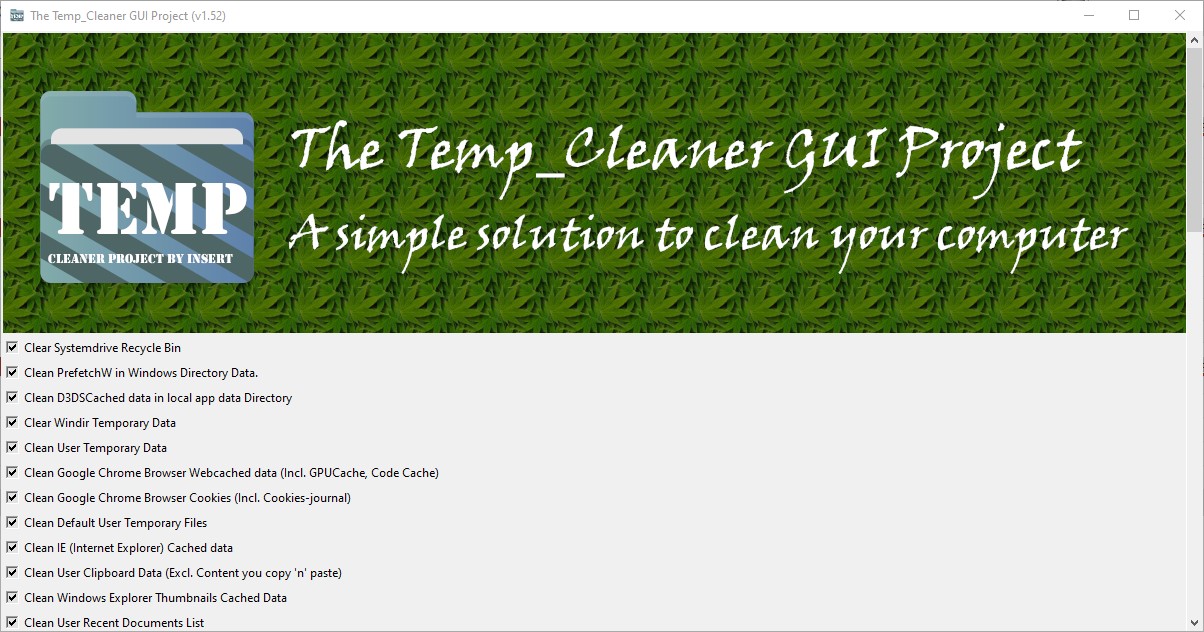 The Temp_Cleaner GUI Project (v1.52)
TEMP
CLEANER PROJECT BY INSERT
The Temp_Cleaner GUI Project
A simple solution to clean your computer
Clear Systemdrive Recycle Bin
Clean PrefetchW in Windows Directory Data.
Clean D3DSCached data in local app data Directory
Clear Windir Temporary Data
Clean User Temporary Data
Clean Google Chrome Browser Webcached data (Incl. GPUCache, Code Cache)
Clean Google Chrome Browser Cookies (Incl. Cookies-journal)
Clean Default User Temporary Files
Clean IE (Internet Explorer) Cached data
Clean User Clipboard Data (Excl. Content you copy 'n' paste)
Clean Windows Explorer Thumbnails Cached Data
Clean User Recent Documents List